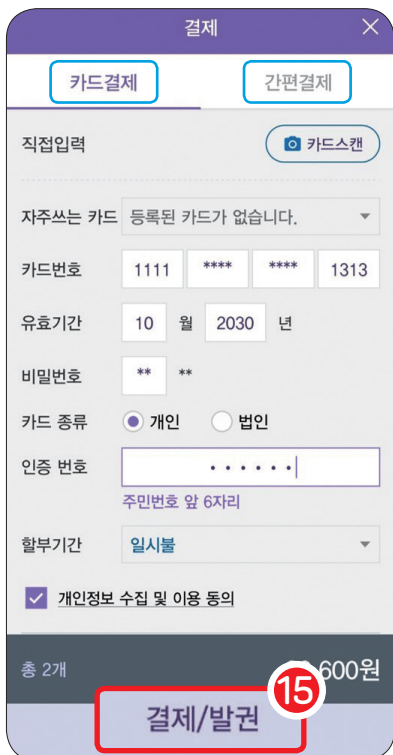 결제
카드결제 간편결제
직접입력 카드스캔
자주쓰는 카드 등록된 카드가 없습니다.
카드번호 1111 **** **** 1313
유효기간 10 월 2030 년
비밀번호 ** **
카드 종류 개인 법인
인증 번호 ••••••
주민번호 앞 6자리
할부기간 일시불
개인정보 수집 및 이용 동의
총 2개 600원
15
결제/발권